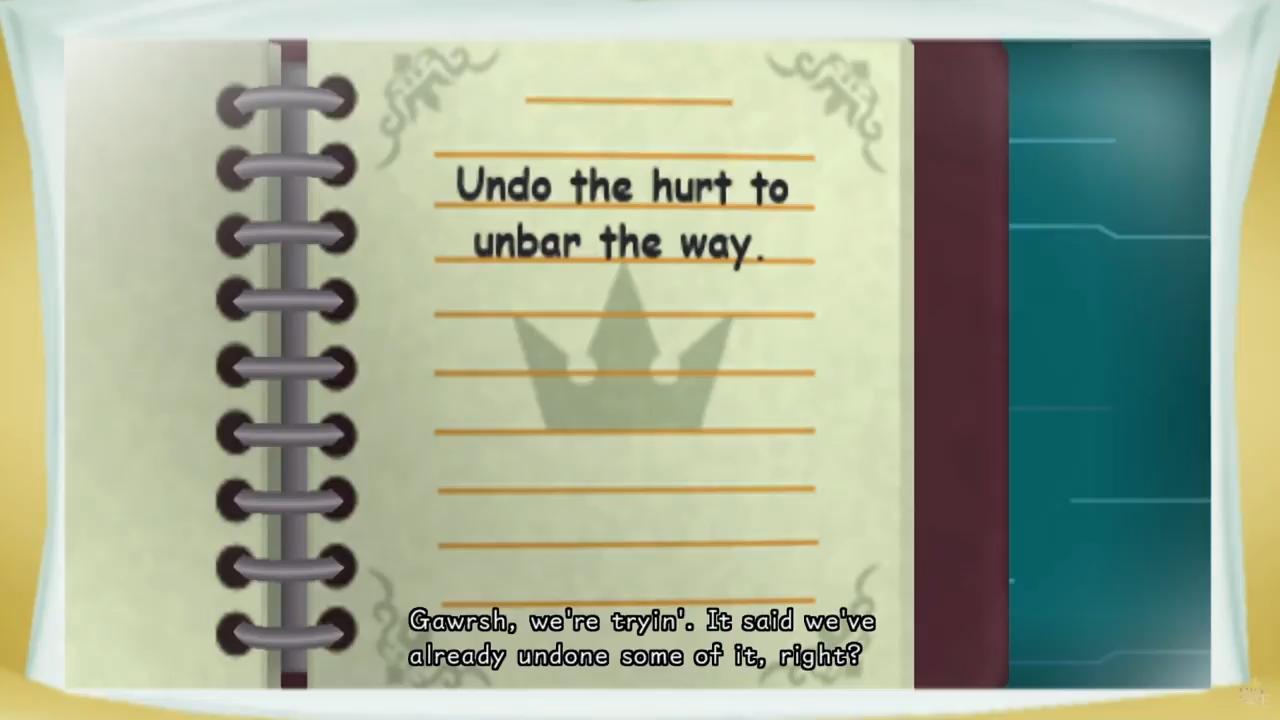 Undo the hurt to
unbar the way.
Gawrsh, we're tryin'. It said we've
already undone some of it, right?